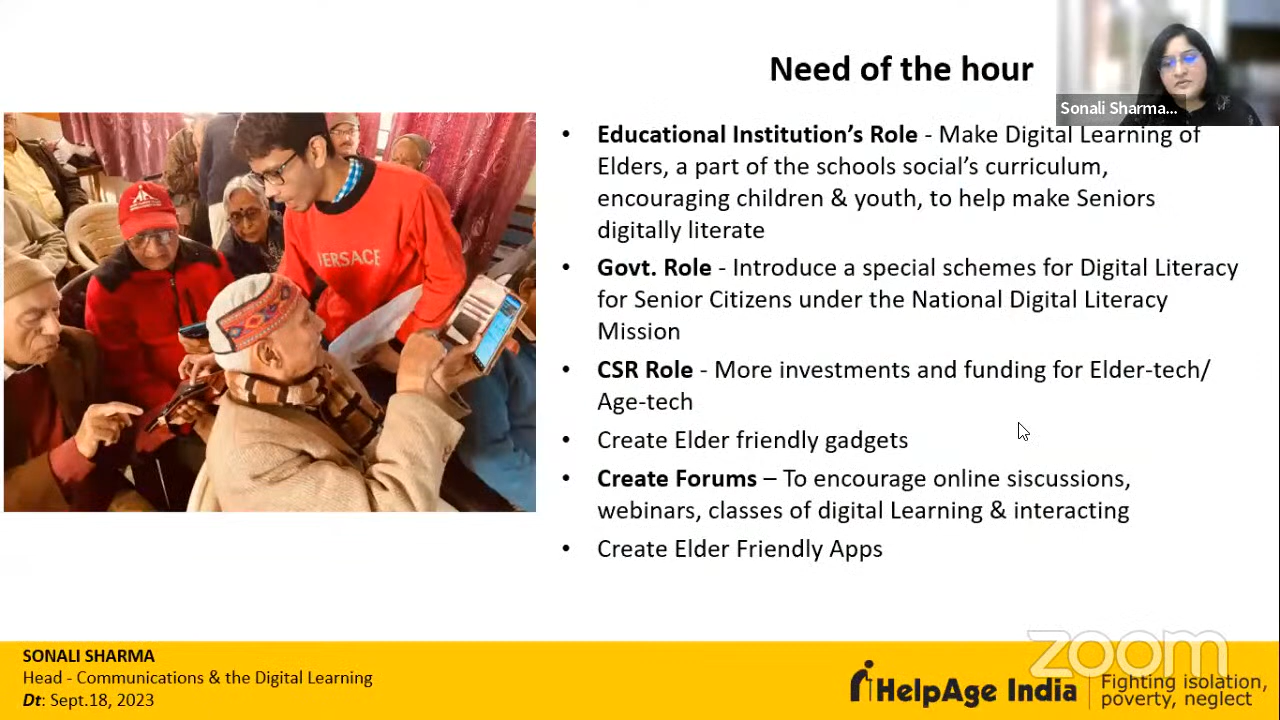 Need of the hour
Sonali Sharma...
• Educational Institution's Role - Make Digital Learning of
Elders, a part of the schools social's curriculum,
encouraging children & youth, to help make Seniors
digitally literate
• Govt. Role - Introduce a special schemes for Digital Literacy
for Senior Citizens under the National Digital Literacy
Mission
• CSR Role - More investments and funding for Elder-tech/
Age-tech
• Create Elder friendly gadgets
• Create Forums – To encourage online siscussions,
webinars, classes of digital Learning & interacting
• Create Elder Friendly Apps
VERSACE
SONALI SHARMA
Head - Communications & the Digital Learning
Dt: Sept.18, 2023
zoom
HelpAge India
Fighting isolation,
poverty, neglect